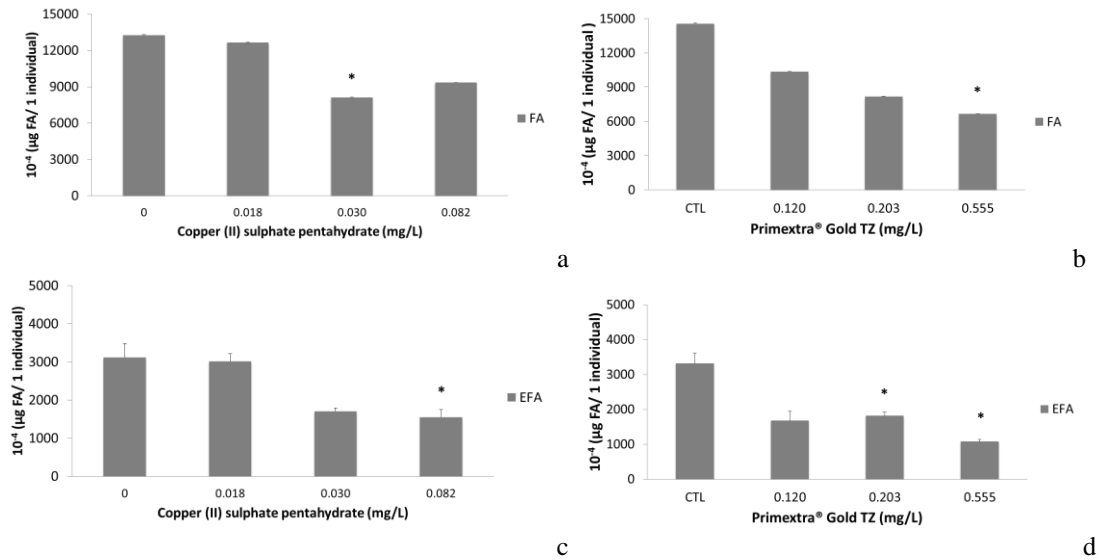 15000
12000
9000
6000
3000
0
10⁻⁴ (µg FA/ 1 individual)
*
FA
0 0.018 0.030 0.082
Copper (II) sulphate pentahydrate (mg/L)
a
15000
12000
9000
6000
3000
0
10⁻⁴ (µg FA/ 1 individual )
*
FA
CTL 0.120 0.203 0.555
Primextra® Gold TZ (mg/L)
b
5000
4000
3000
2000
1000
0
10⁻⁴ (µg FA/ 1 individual)
*
EFA
0 0.018 0.030 0.082
Copper (II) sulphate pentahydrate (mg/L)
c
5000
4000
3000
2000
1000
0
10⁻⁴ (µg FA/ 1 individual)
* *
EFA
CTL 0.120 0.203 0.555
Primextra® Gold TZ (mg/L)
d